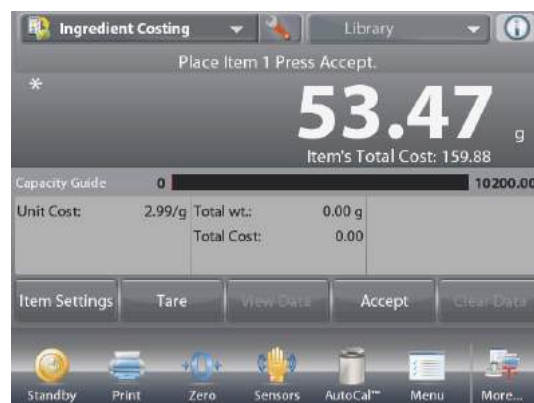 Ingredient Costing Library
Place Item 1 Press Accept.
*
53.47 g
Item's Total Cost: 159.88
Capacity Guide 0 10200.00
Unit Cost: 2.99/g Total wt.: 0.00 g
Total Cost: 0.00
Item Settings Tare View Data Accept Clear Data
Standby Print Zero Sensors AutoCal™ Menu More...